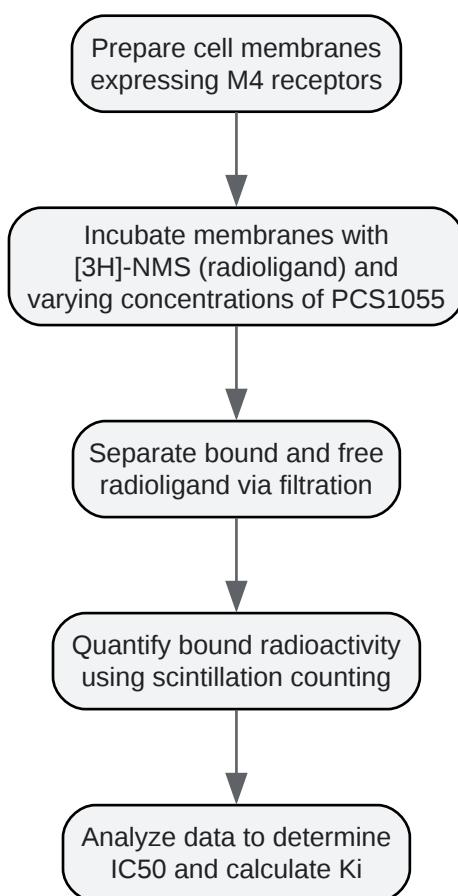 Prepare cell membranes
expressing M4 receptors
Incubate membranes with
[3H]-NMS (radioligand) and
varying concentrations of PCS1055
Separate bound and free
radioligand via filtration
Quantify bound radioactivity
using scintillation counting
Analyze data to determine
IC50 and calculate Ki